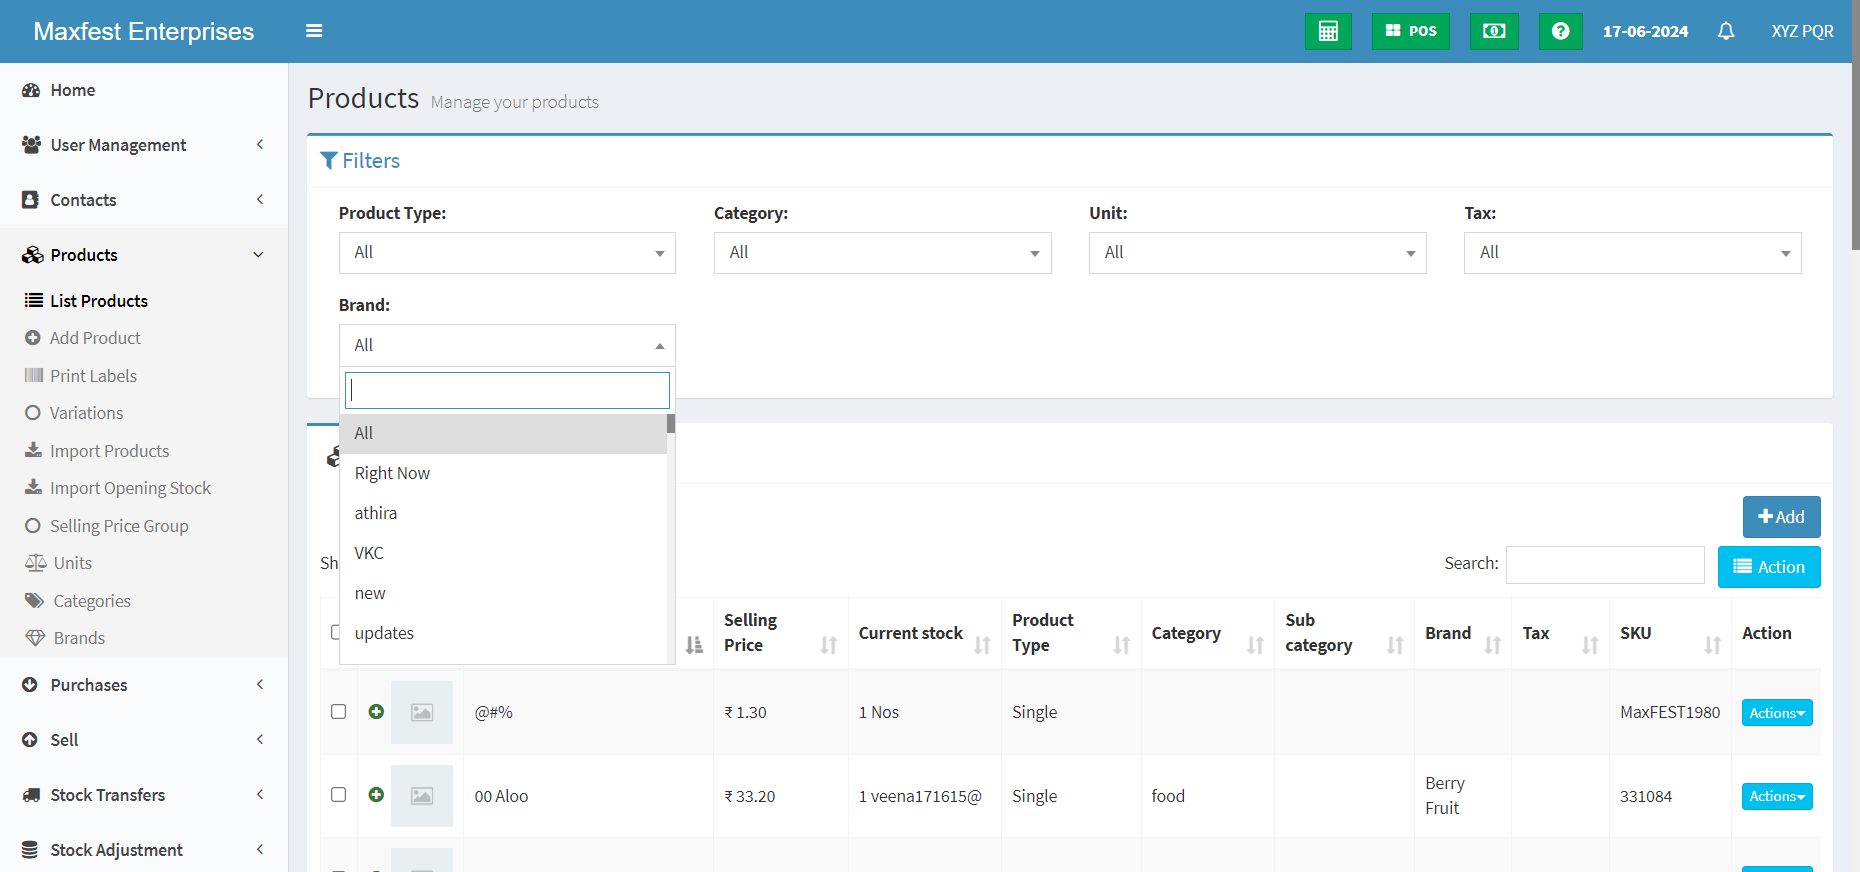 Maxfest Enterprises
POS
17-06-2024
XYZ PQR
Home
User Management
Contacts
Products
List Products
Add Product
Print Labels
Variations
Import Products
Import Opening Stock
Selling Price Group
Units
Categories
Brands
Purchases
Sell
Stock Transfers
Stock Adjustment
Products Manage your products
Filters
Product Type:
All
Category:
All
Unit:
All
Tax:
All
Brand:
All
All
Right Now
athira
VKC
new
updates
Add
Sh
Search:
Action
Selling
Price
Current stock
Product
Type
Category
Sub
category
Brand
Tax
SKU
Action
@#%
₹ 1.30
1 Nos
Single
MaxFEST1980
Actions
00 Aloo
₹ 33.20
1 veena171615@
Single
food
Berry
Fruit
331084
Actions